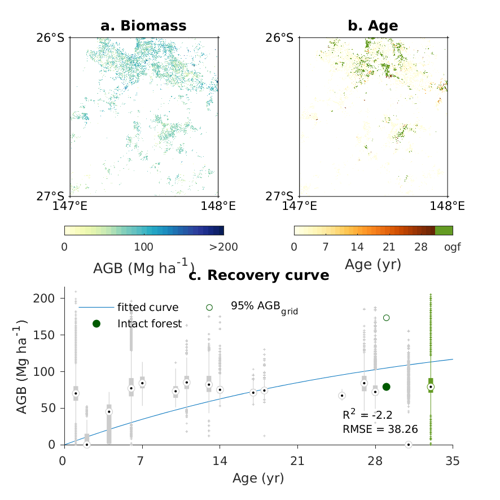 a. Biomass
b. Age
26°S
26°S
27°S
27°S
147°E
148°E
147°E
148°E
0
100
>200
0
7
14
21
28
ogf
AGB (Mg ha⁻¹)
Age (yr)
c. Recovery curve
AGB (Mg ha⁻¹)
200
150
100
50
0
fitted curve
95% AGB_grid
Intact forest
R² = -2.2
RMSE = 38.26
0
7
14
21
28
35
Age (yr)